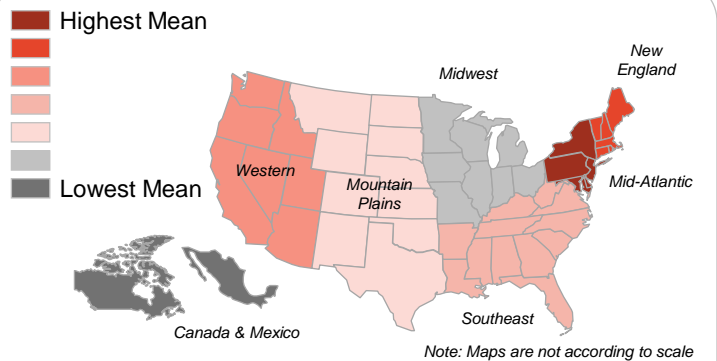 Highest Mean
Lowest Mean
New
England
Midwest
Western
Mountain
Plains
Mid-Atlantic
Southeast
Canada & Mexico
Note: Maps are not according to scale